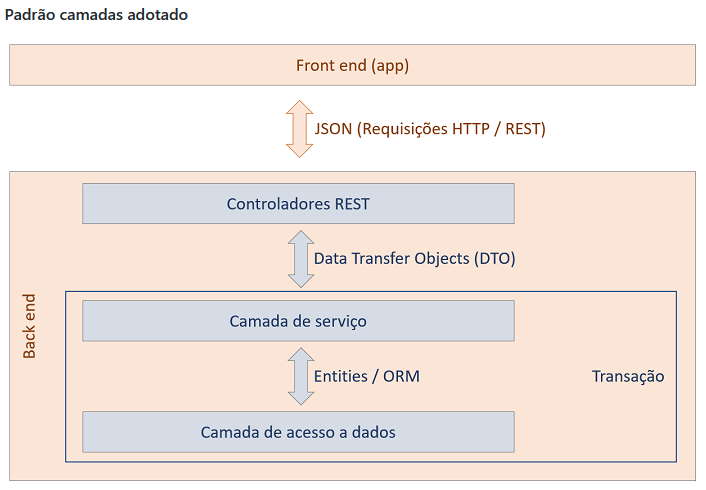 Padrão camadas adotado
Front end (app)
JSON (Requisições HTTP / REST)
Controladores REST
Data Transfer Objects (DTO)
Back end
Camada de serviço
Entities / ORM
Transação
Camada de acesso a dados